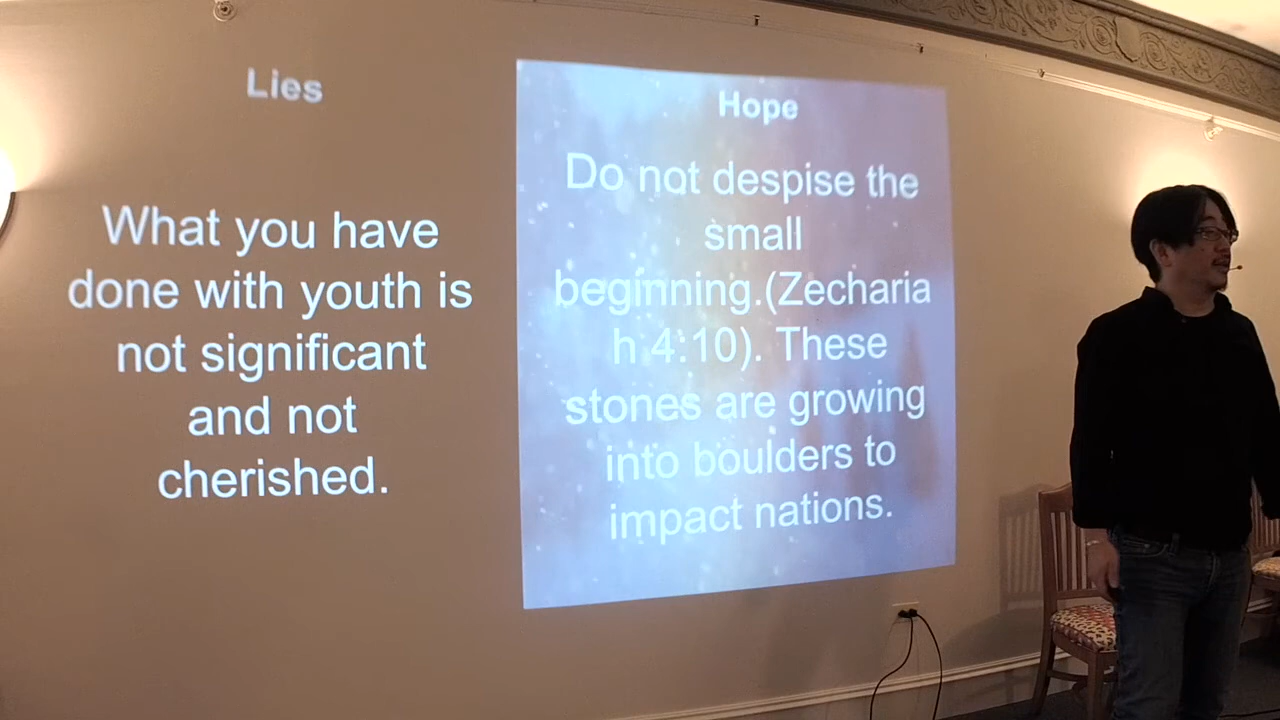 Lies
What you have
done with youth is
not significant
and not
cherished.
Hope
Do not despise the
small
beginning.(Zecharia
h 4:10). These
stones are growing
into boulders to
impact nations.